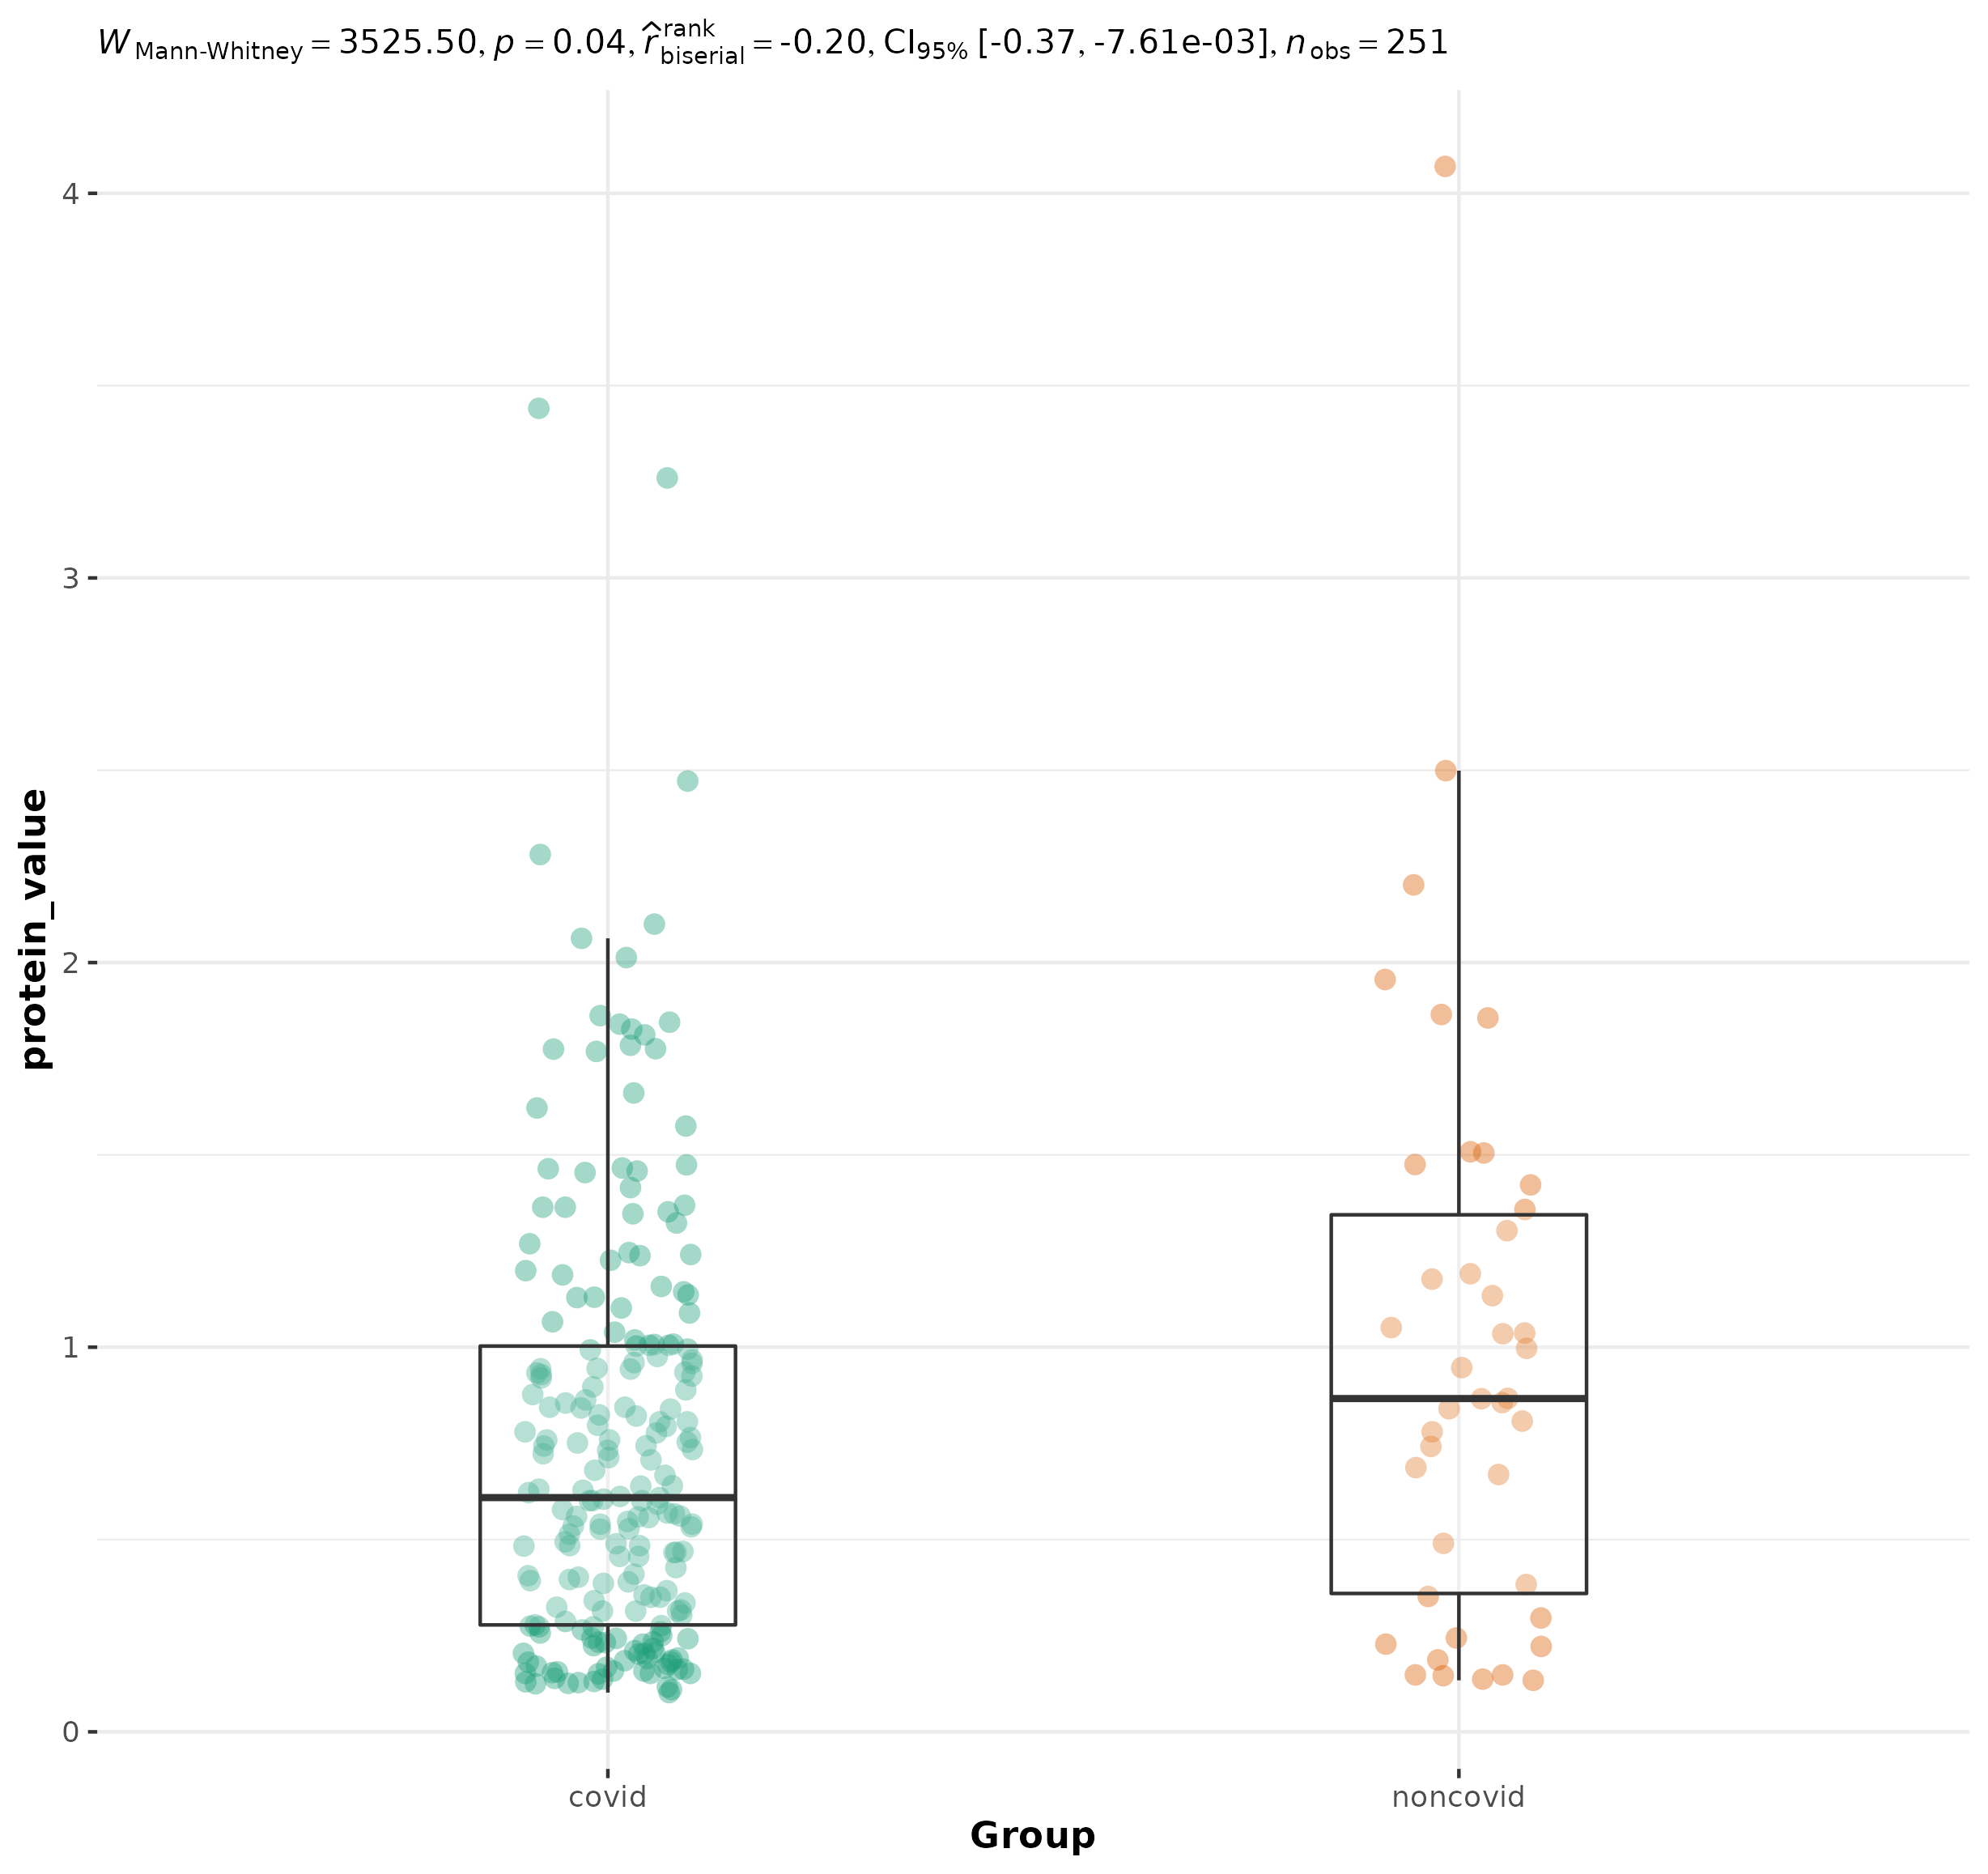 W Mann-Whitney = 3525.50, p = 0.04, r̂ rank biserial = -0.20, CI95% [-0.37, -7.61e-03], n obs = 251
4
3
2
1
0
protein_value
covid
noncovid
Group